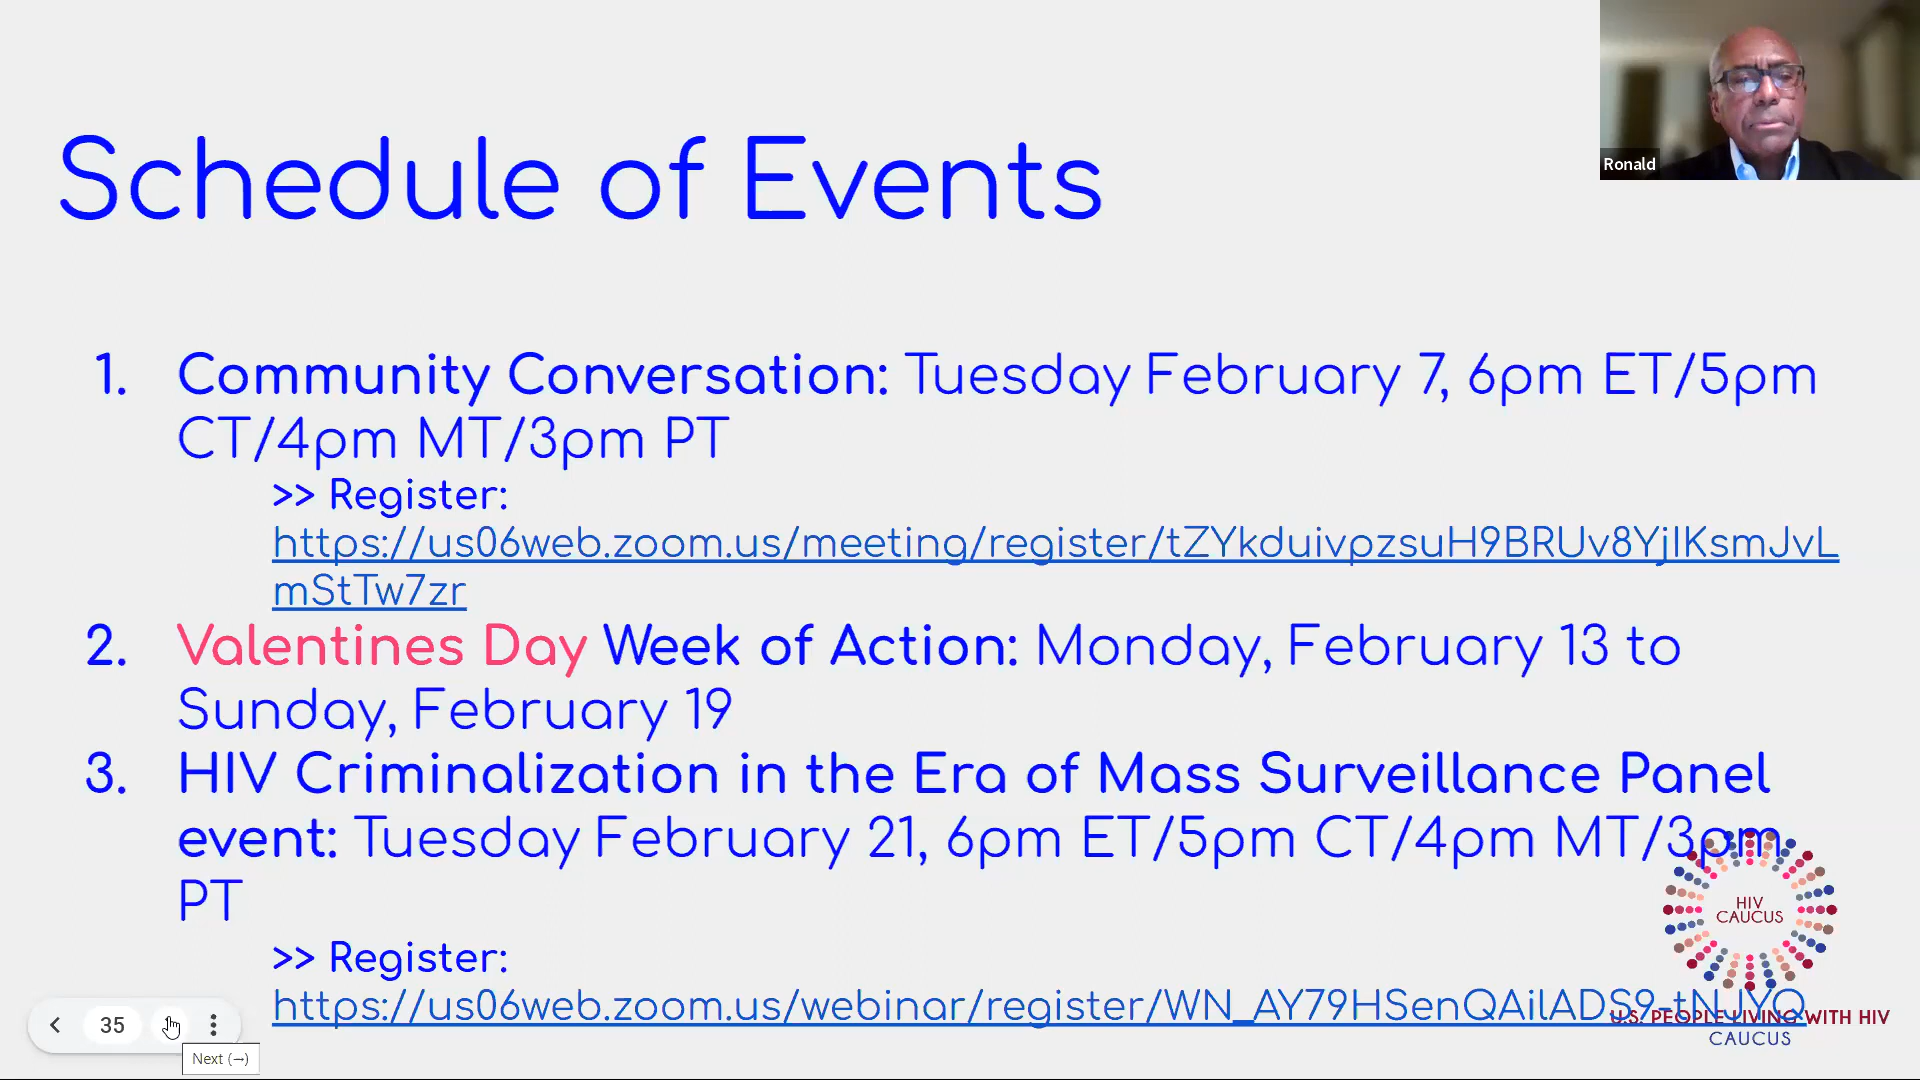 Schedule of Events
Ronald
1. Community Conversation: Tuesday February 7, 6pm ET/5pm
CT/4pm MT/3pm PT
>> Register:
https://us06web.zoom.us/meeting/register/tZYkduivpzsuH9BRUv8YjIKsmJvL
mStTw7zr
2. Valentines Day Week of Action: Monday, February 13 to
Sunday, February 19
3. HIV Criminalization in the Era of Mass Surveillance Panel
event: Tuesday February 21, 6pm ET/5pm CT/4pm MT/3pm
PT
>> Register:
https://us06web.zoom.us/webinar/register/WN_AY79HSenQAilADS9-tNJYQ
HIV
CAUCUS
U.S. PEOPLE LIVING WITH HIV
CAUCUS
35
Next (→)